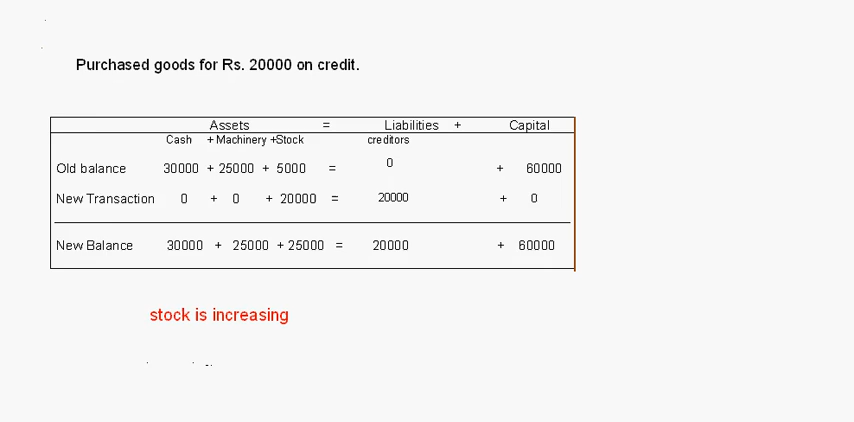 Purchased goods for Rs. 20000 on credit.
Assets = Liabilities + Capital
Cash + Machinery +Stock creditors
Old balance 30000 + 25000 + 5000 = 0 + 60000
New Transaction 0 + 0 + 20000 = 20000 + 0
New Balance 30000 + 25000 + 25000 = 20000 + 60000
stock is increasing